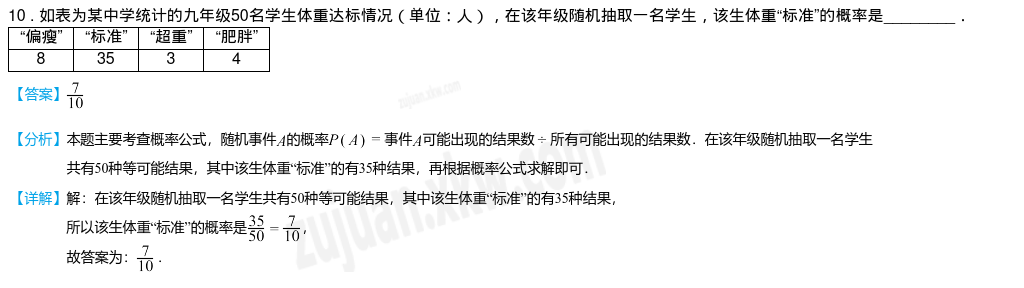 10．如表为某中学统计的九年级50名学生体重达标情况（单位：人），在该年级随机抽取一名学生，该生体重“标准”的概率是________．
“偏瘦” “标准” “超重” “肥胖”
8 35 3 4
【答案】7/10
zujuan.xkw.com
【分析】本题主要考查概率公式，随机事件A的概率P(A)=事件A可能出现的结果数÷所有可能出现的结果数．在该年级随机抽取一名学生
共有50种等可能结果，其中该生体重“标准”的有35种结果，再根据概率公式求解即可．
【详解】解：在该年级随机抽取一名学生共有50种等可能结果，其中该生体重“标准”的有35种结果，
所以该生体重“标准”的概率是35/50=7/10，
故答案为：7/10．
zujuan.xkw.com